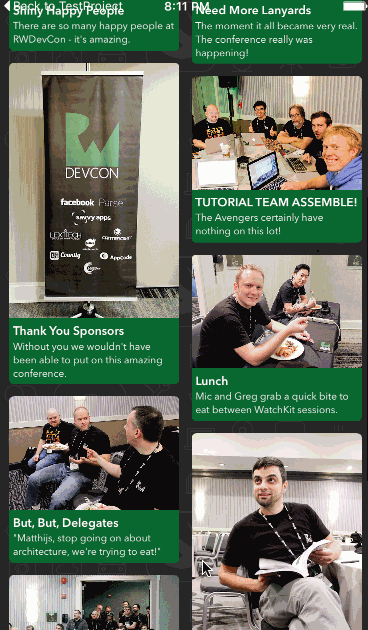 Back to TestProject
8:11 PM
Shiny Happy People
There are so many happy people at
RWDevCon - it's amazing.
Need More Lanyards
The moment it all became very real.
The conference really was
happening!
RW
DEVCON
facebook Parse
savvy apps
County
AppCode
Thank You Sponsors
Without you we wouldn't have
been able to put on this amazing
conference.
TUTORIAL TEAM ASSEMBLE!
The Avengers certainly have
nothing on this lot!
Lunch
Mic and Greg grab a quick bite to
eat between WatchKit sessions.
But, But, Delegates
"Matthijs, stop going on about
architecture, we're trying to eat!"